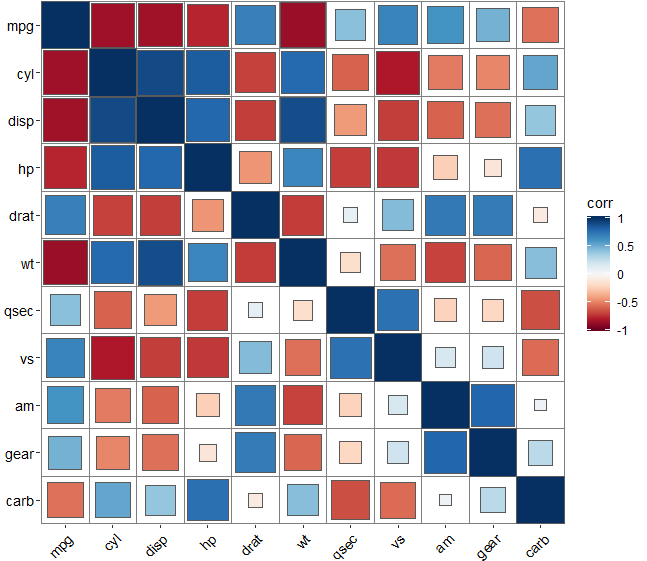 mpg
cyl
disp
hp
drat
wt
qsec
vs
am
gear
carb
mpg cyl disp hp drat wt qsec vs am gear carb
corr
1
0.5
0
-0.5
-1